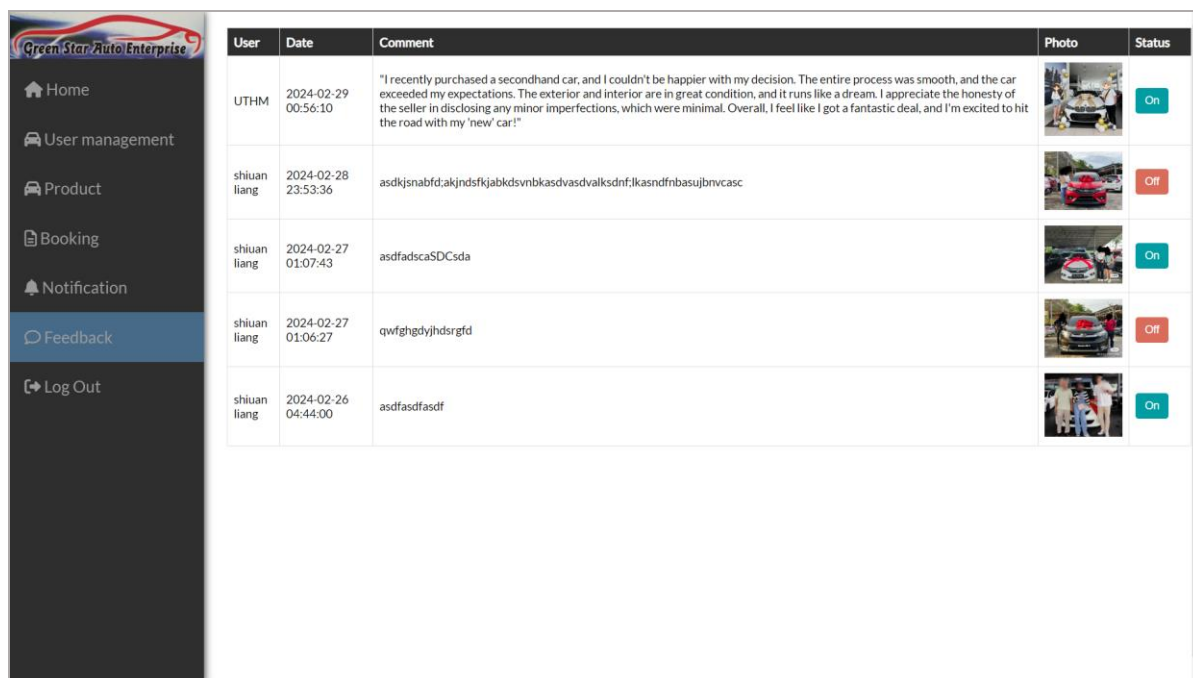 Green Star Auto Enterprise
Home
User management
Product
Booking
Notification
Feedback
Log Out
User Date Comment Photo Status
UTHM
2024-02-29
00:56:10
"I recently purchased a secondhand car, and I couldn't be happier with my decision. The entire process was smooth, and the car
exceeded my expectations. The exterior and interior are in great condition, and it runs like a dream. I appreciate the honesty of
the seller in disclosing any minor imperfections, which were minimal. Overall, I feel like I got a fantastic deal, and I'm excited to hit
the road with my 'new' car!"
On
shiuan
liang
2024-02-28
23:53:36
asdkjsnabfd;akjndsfkjabkdsvnbkasdvasdvalksdnf;lkasndfnbasujbnvcasc
Off
shiuan
liang
2024-02-27
01:07:43
asdfadscaSDCsda
On
shiuan
liang
2024-02-27
01:06:27
qwfghgdyjhdsrgfd
Off
shiuan
liang
2024-02-26
04:44:00
asdfasdfasdf
On